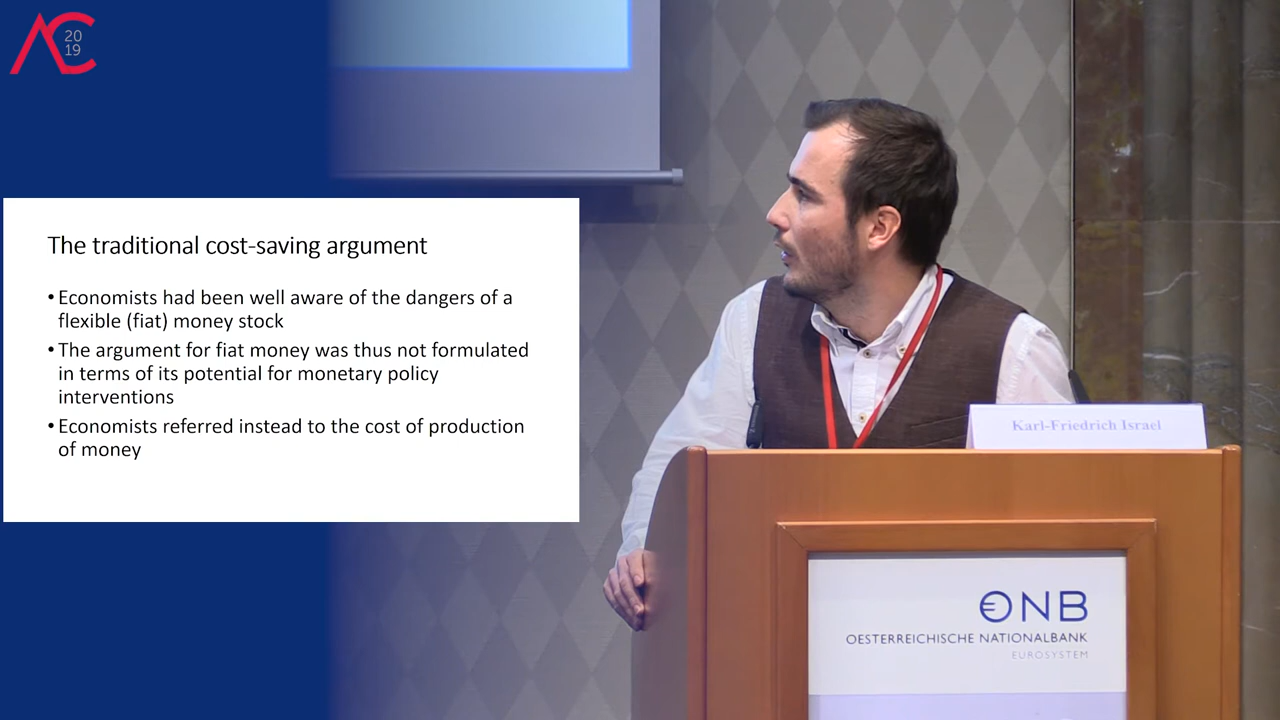 20
19
The traditional cost-saving argument
• Economists had been well aware of the dangers of a
flexible (fiat) money stock
• The argument for fiat money was thus not formulated
in terms of its potential for monetary policy
interventions
• Economists referred instead to the cost of production
of money
Karl-Friedrich Israel
ONB
OESTERREICHISCHE NATIONALBANK
EUROSYSTEM